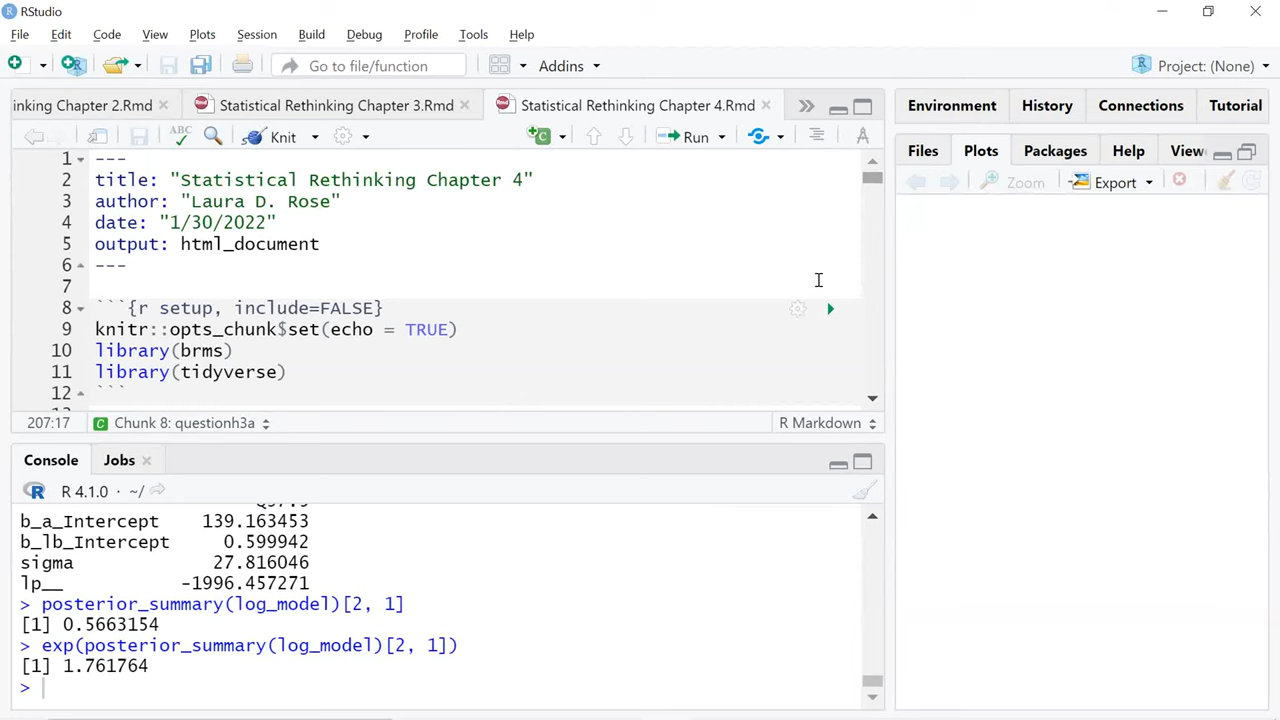 RStudio
File Edit Code View Plots Session Build Debug Profile Tools Help
Go to file/function Addins Project: (None)
inking Chapter 2.Rmd Statistical Rethinking Chapter 3.Rmd Statistical Rethinking Chapter 4.Rmd
ABC Knit Run
1 ---
2 title: "Statistical Rethinking Chapter 4"
3 author: "Laura D. Rose"
4 date: "1/30/2022"
5 output: html_document
6 ---
7
8 ```{r setup, include=FALSE}
9 knitr::opts_chunk$set(echo = TRUE)
10 library(brms)
11 library(tidyverse)
12 ```
207:17 Chunk 8: questionh3a R Markdown
Console Jobs
R 4.1.0 · ~/
b_a_Intercept 139.163453
b_lb_Intercept 0.599942
sigma 27.816046
lp__ -1996.457271
> posterior_summary(log_model)[2, 1]
[1] 0.5663154
> exp(posterior_summary(log_model)[2, 1])
[1] 1.761764
>
Environment History Connections Tutorial
Files Plots Packages Help View
Zoom Export